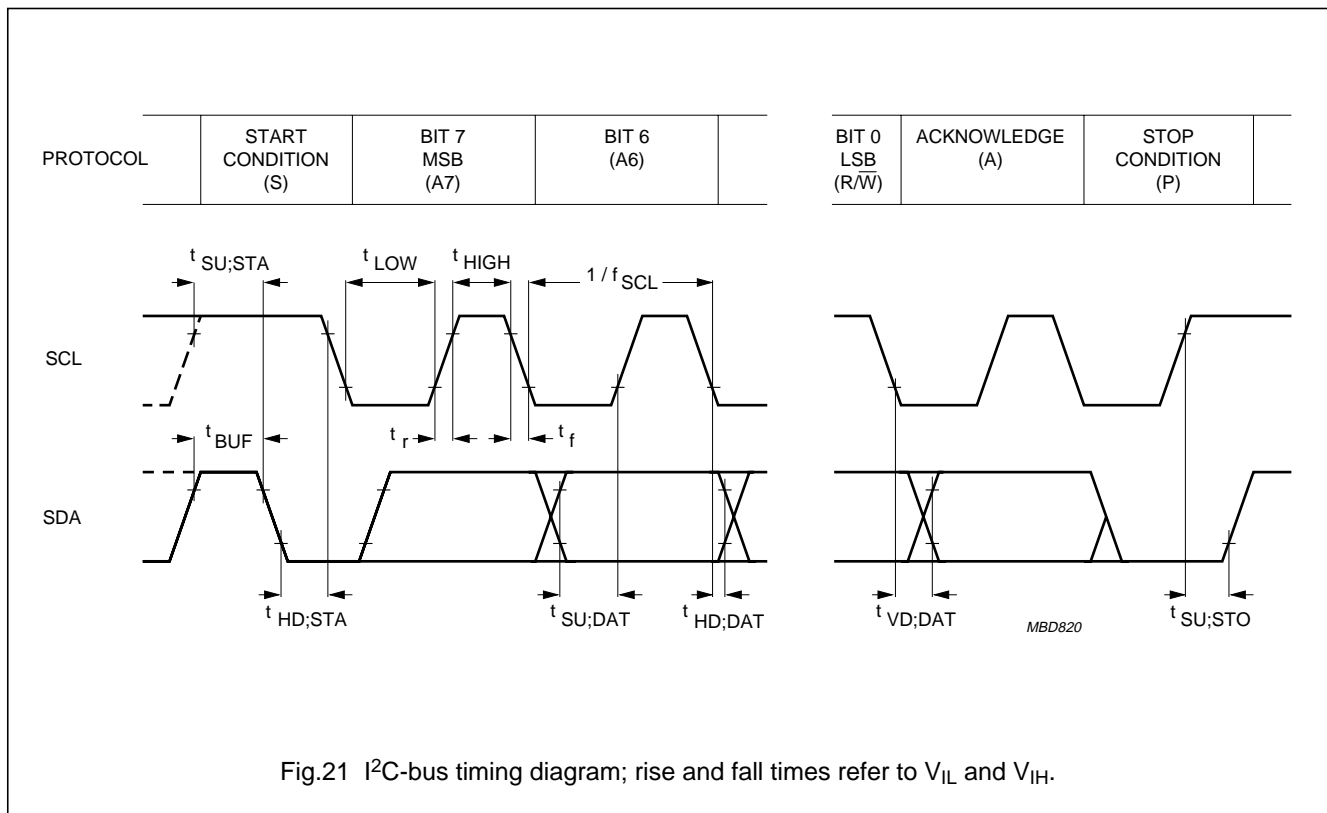 PROTOCOL
START
CONDITION
(S)
BIT 7
MSB
(A7)
BIT 6
(A6)
BIT 0
LSB
(R/W̅)
ACKNOWLEDGE
(A)
STOP
CONDITION
(P)
t SU;STA
t LOW
t HIGH
1 / f SCL
SCL
t BUF
t r
t f
SDA
t HD;STA
t SU;DAT
t HD;DAT
t VD;DAT
MBD820
t SU;STO
Fig.21 I²C-bus timing diagram; rise and fall times refer to VIL and VIH.